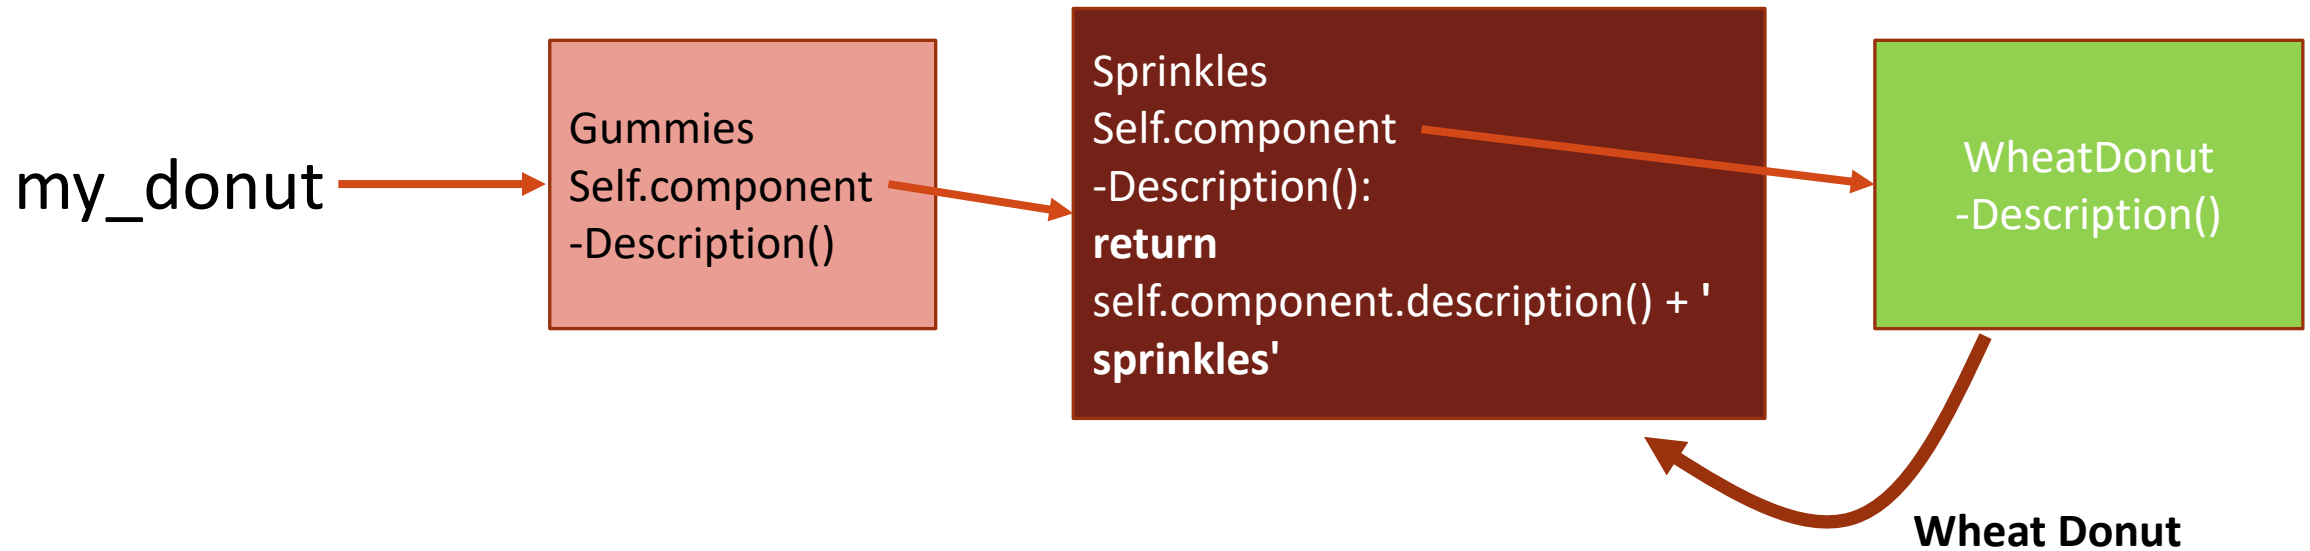 my_donut
Gummies
Self.component
-Description()
Sprinkles
Self.component
-Description():
return
self.component.description() + '
sprinkles'
WheatDonut
-Description()
Wheat Donut